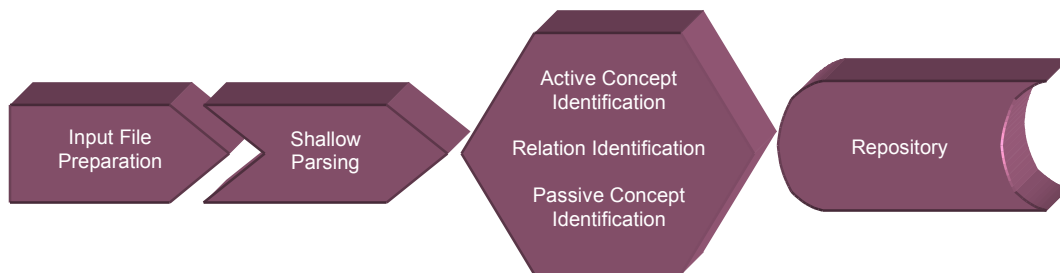 Input File
Preparation
Shallow
Parsing
Active Concept
Identification
Relation Identification
Passive Concept
Identification
Repository